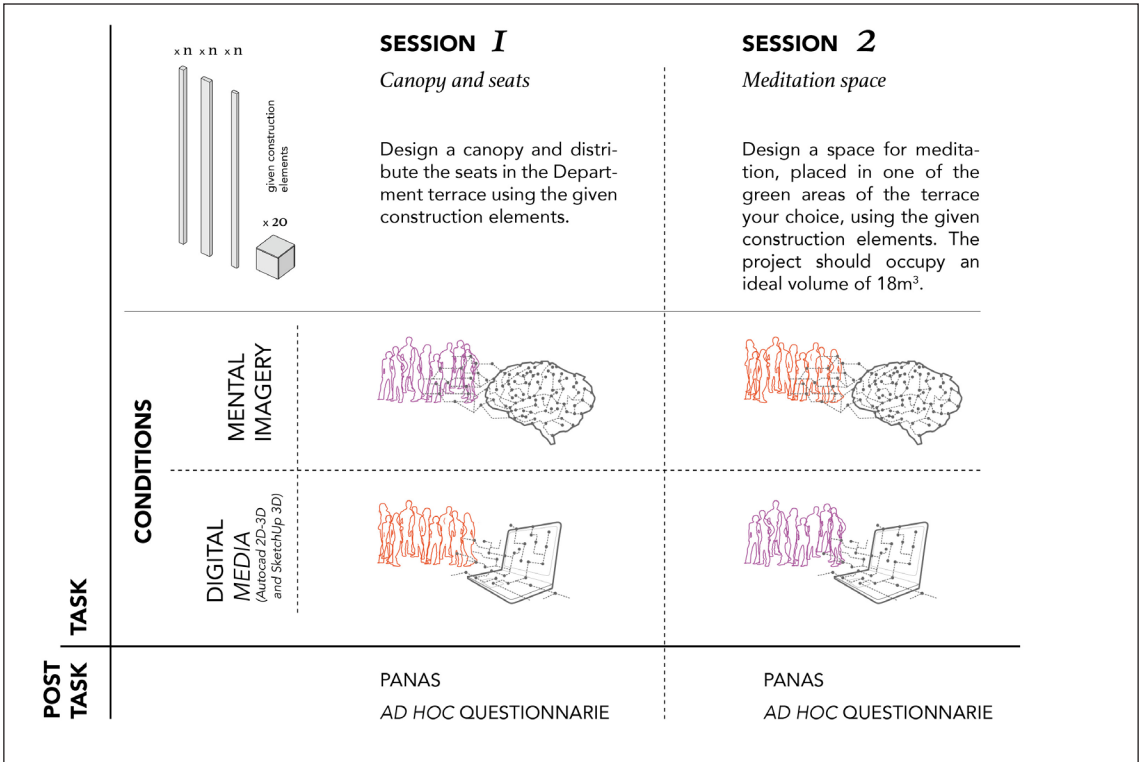 x n x n x n
given construction
elements
x 20
SESSION 1
Canopy and seats
Design a canopy and distri-
bute the seats in the Depart-
ment terrace using the given
construction elements.
SESSION 2
Meditation space
Design a space for medita-
tion, placed in one of the
green areas of the terrace
your choice, using the given
construction elements. The
project should occupy an
ideal volume of 18m³.
TASK
CONDITIONS
MENTAL
IMAGERY
DIGITAL
MEDIA
(Autocad 2D-3D
and SketchUp 3D)
POST
TASK
PANAS
AD HOC QUESTIONNARIE
PANAS
AD HOC QUESTIONNARIE